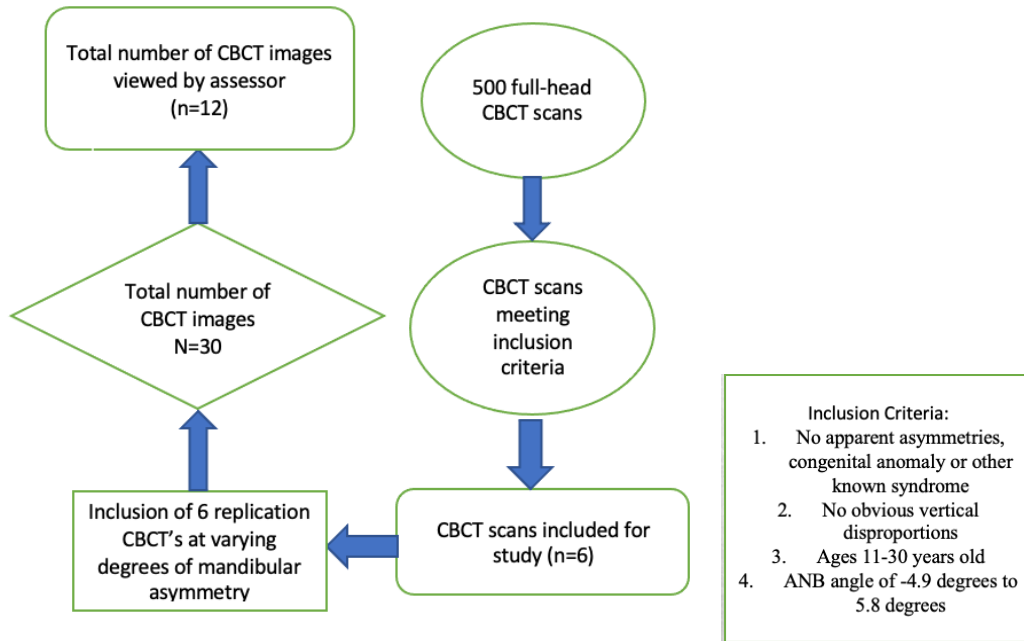 Total number of CBCT images
viewed by assessor
(n=12)
500 full-head
CBCT scans
Total number of
CBCT images
N=30
CBCT scans
meeting
inclusion
criteria
Inclusion of 6 replication
CBCT’s at varying
degrees of mandibular
asymmetry
CBCT scans included for
study (n=6)
Inclusion Criteria:
1. No apparent asymmetries,
congenital anomaly or other
known syndrome
2. No obvious vertical
disproportions
3. Ages 11-30 years old
4. ANB angle of -4.9 degrees to
5.8 degrees